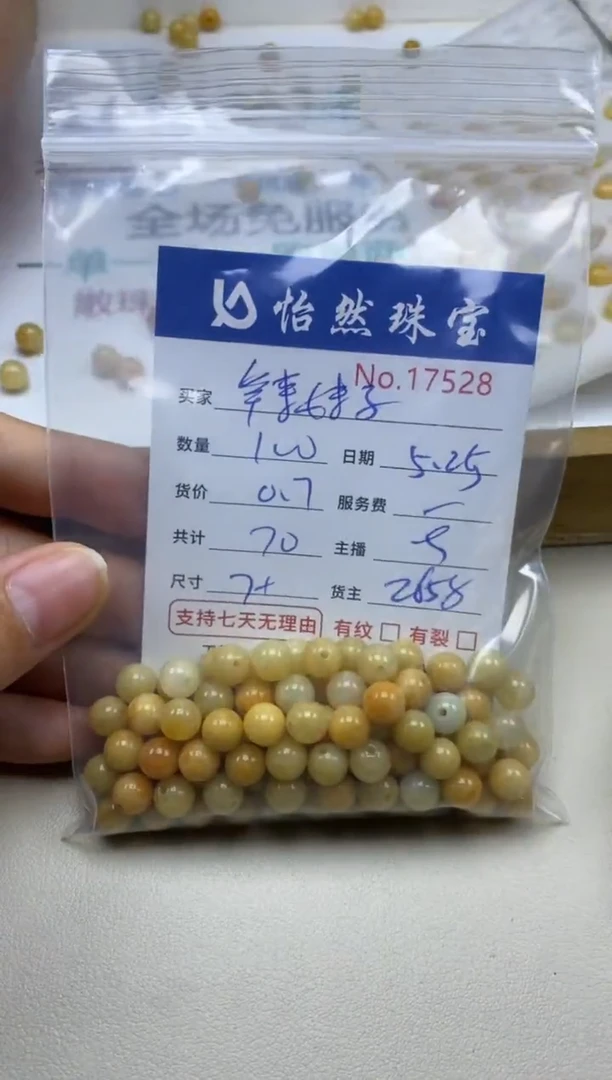 全场免服务
怡然珠宝
No.17528
买家
数量 100 日期 5.25
货价 0.7 服务费 —
共计 70 主播
尺寸 7+ 货主 2658
支持七天无理由 有纹 □ 有裂 □